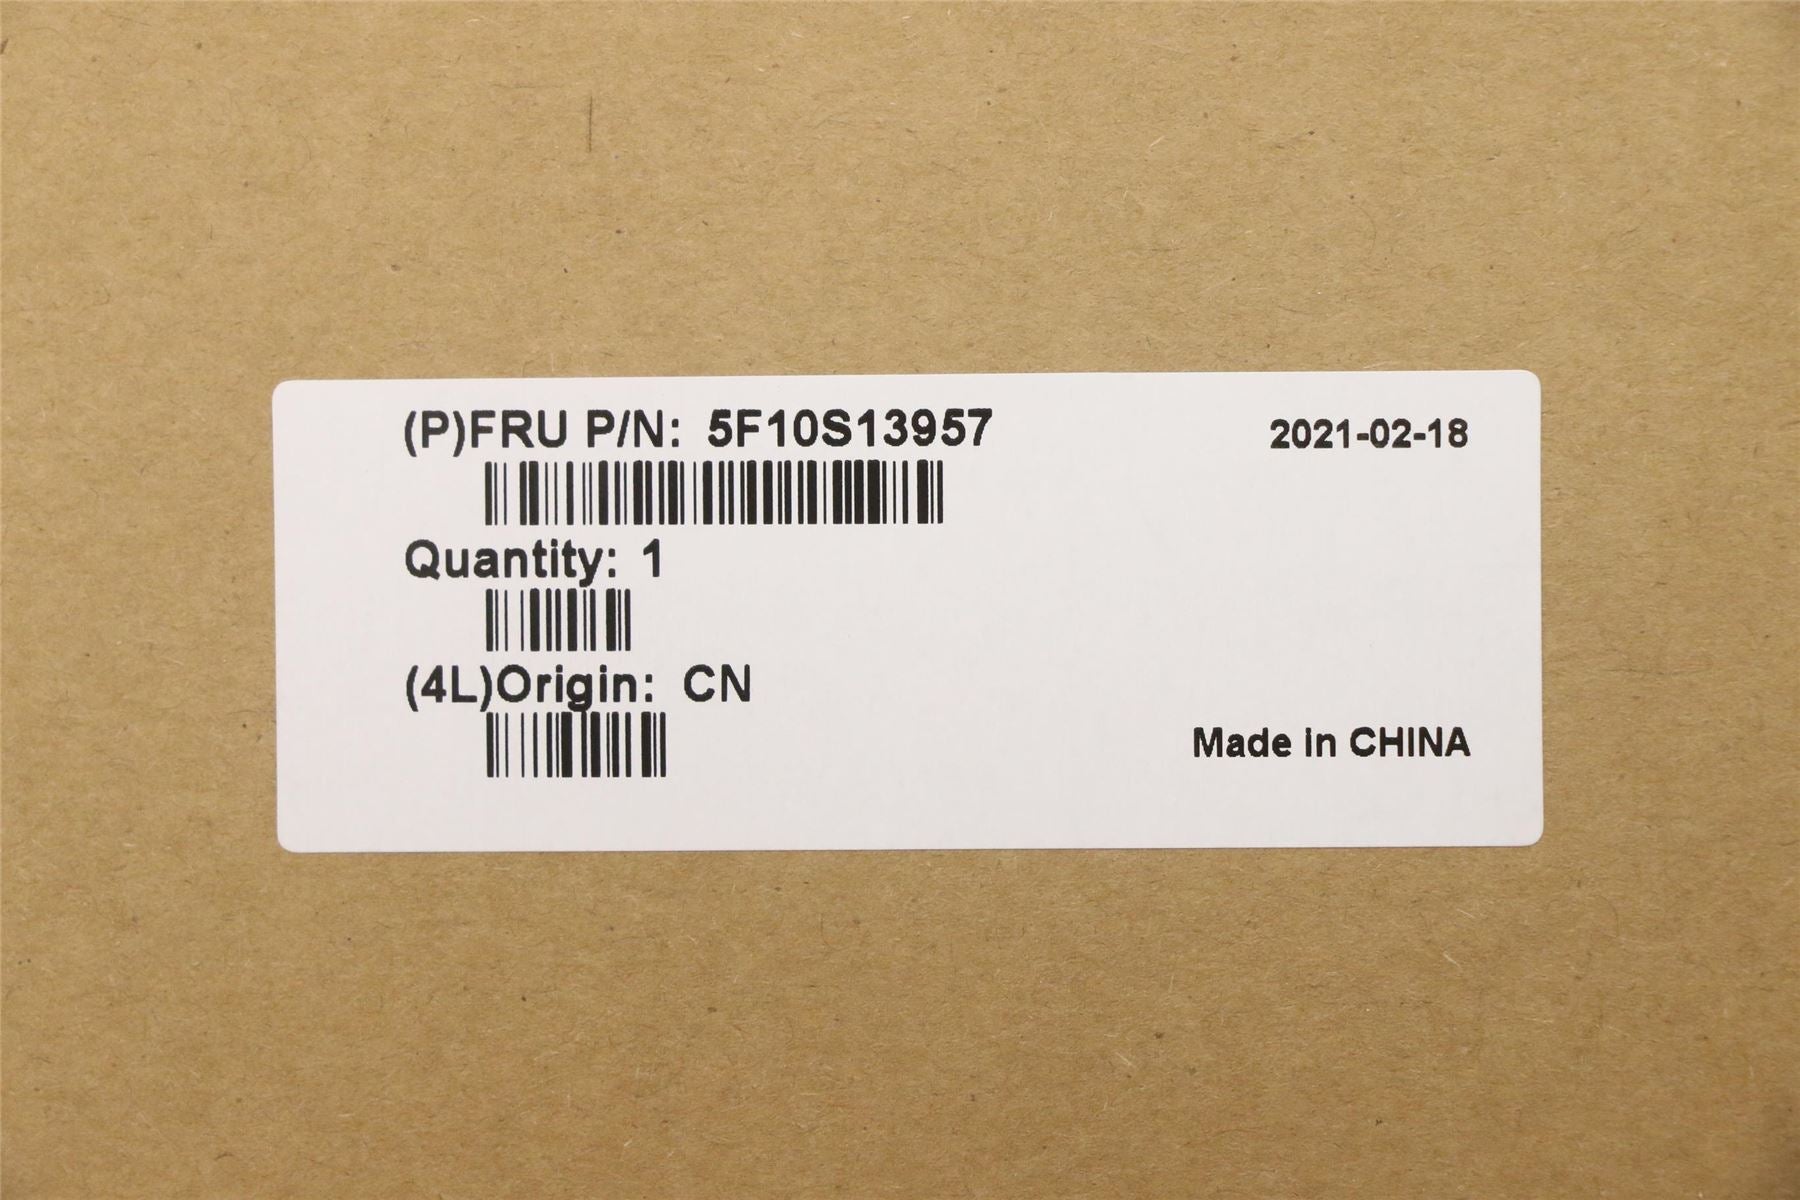 (P)FRU P/N: 5F10S13957
2021-02-18
Quantity: 1
(4L)Origin: CN
Made in CHINA